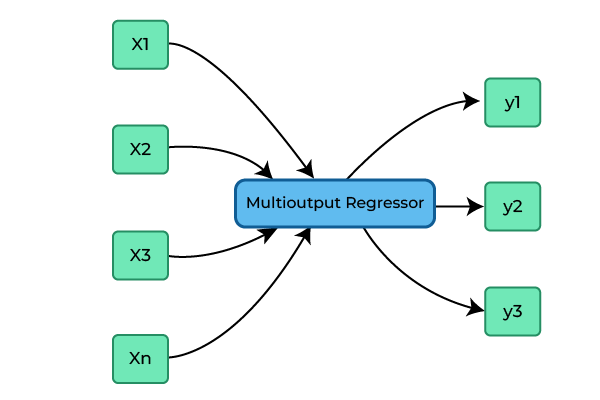 X1
X2
X3
Xn
Multioutput Regressor
y1
y2
y3